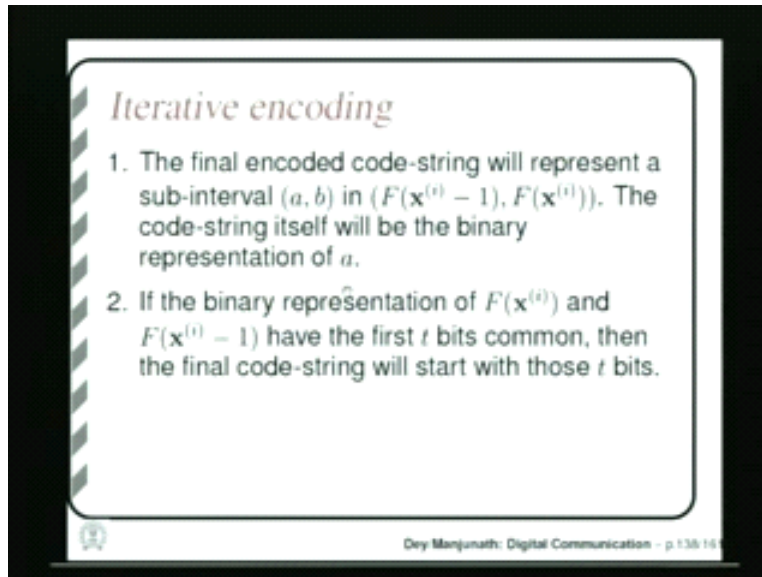 Iterative encoding
1. The final encoded code-string will represent a
sub-interval (a, b) in (F(x^(i) − 1), F(x^(i))). The
code-string itself will be the binary
representation of a.
2. If the binary representation of F(x^(i)) and
F(x^(i) − 1) have the first t bits common, then
the final code-string will start with those t bits.
Dey Manjunath: Digital Communication – p.138/161